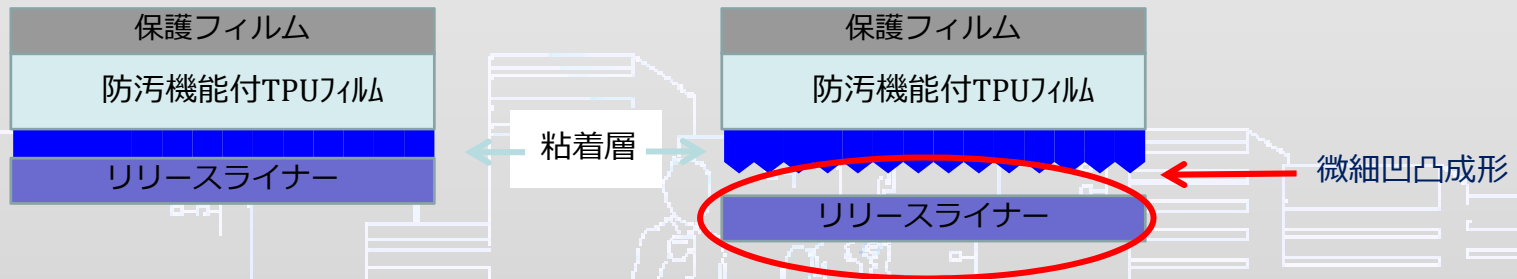 保護フィルム
防汚機能付TPUﾌｨﾙﾑ
リリースライナー
粘着層
保護フィルム
防汚機能付TPUﾌｨﾙﾑ
リリースライナー
微細凹凸成形